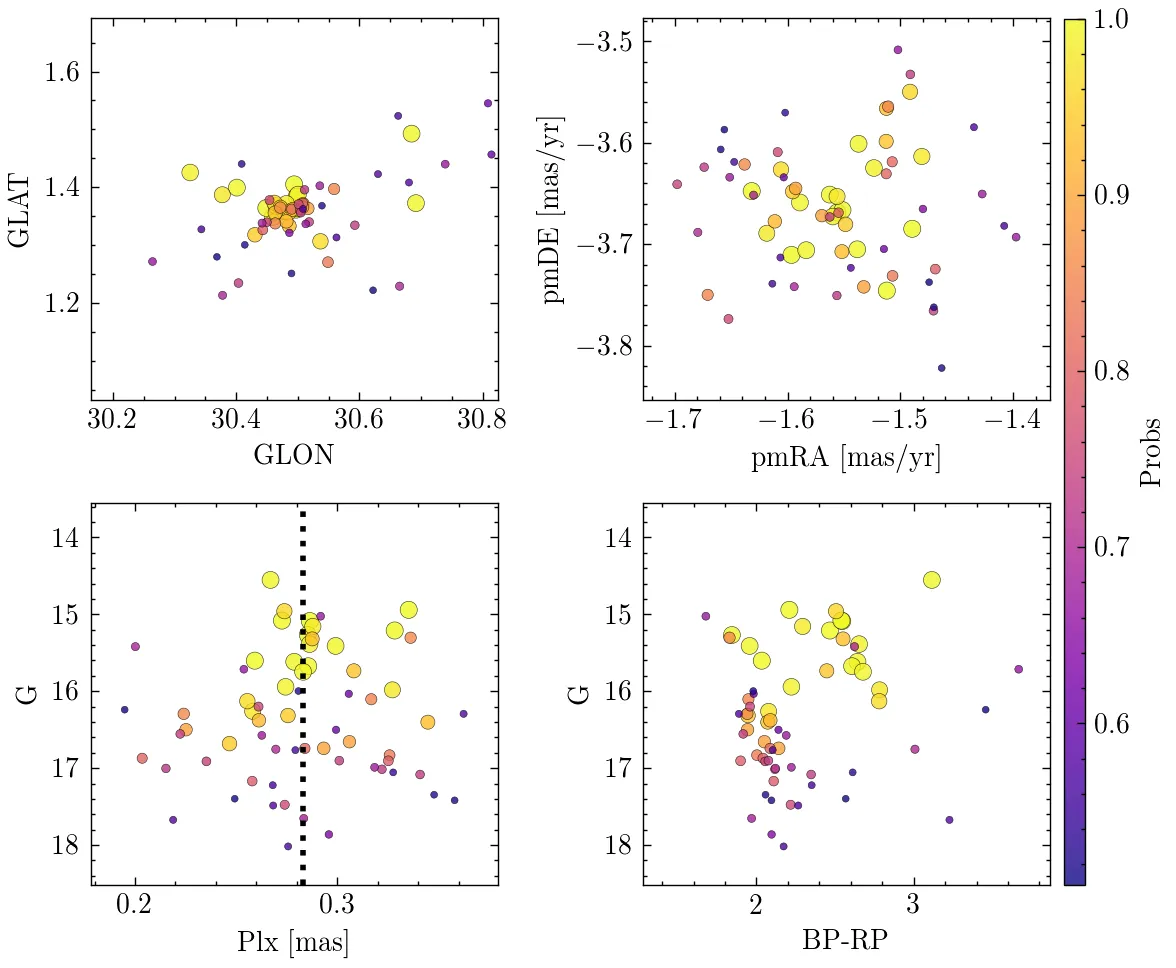 1.6
1.4
1.2
GLAT
30.2 30.4 30.6 30.8
GLON
−3.5
−3.6
−3.7
−3.8
pmDE [mas/yr]
−1.7 −1.6 −1.5 −1.4
pmRA [mas/yr]
14
15
16
17
18
G
0.2 0.3
Plx [mas]
14
15
16
17
18
G
2 3
BP-RP
1.0
0.9
0.8
0.7
0.6
Probs